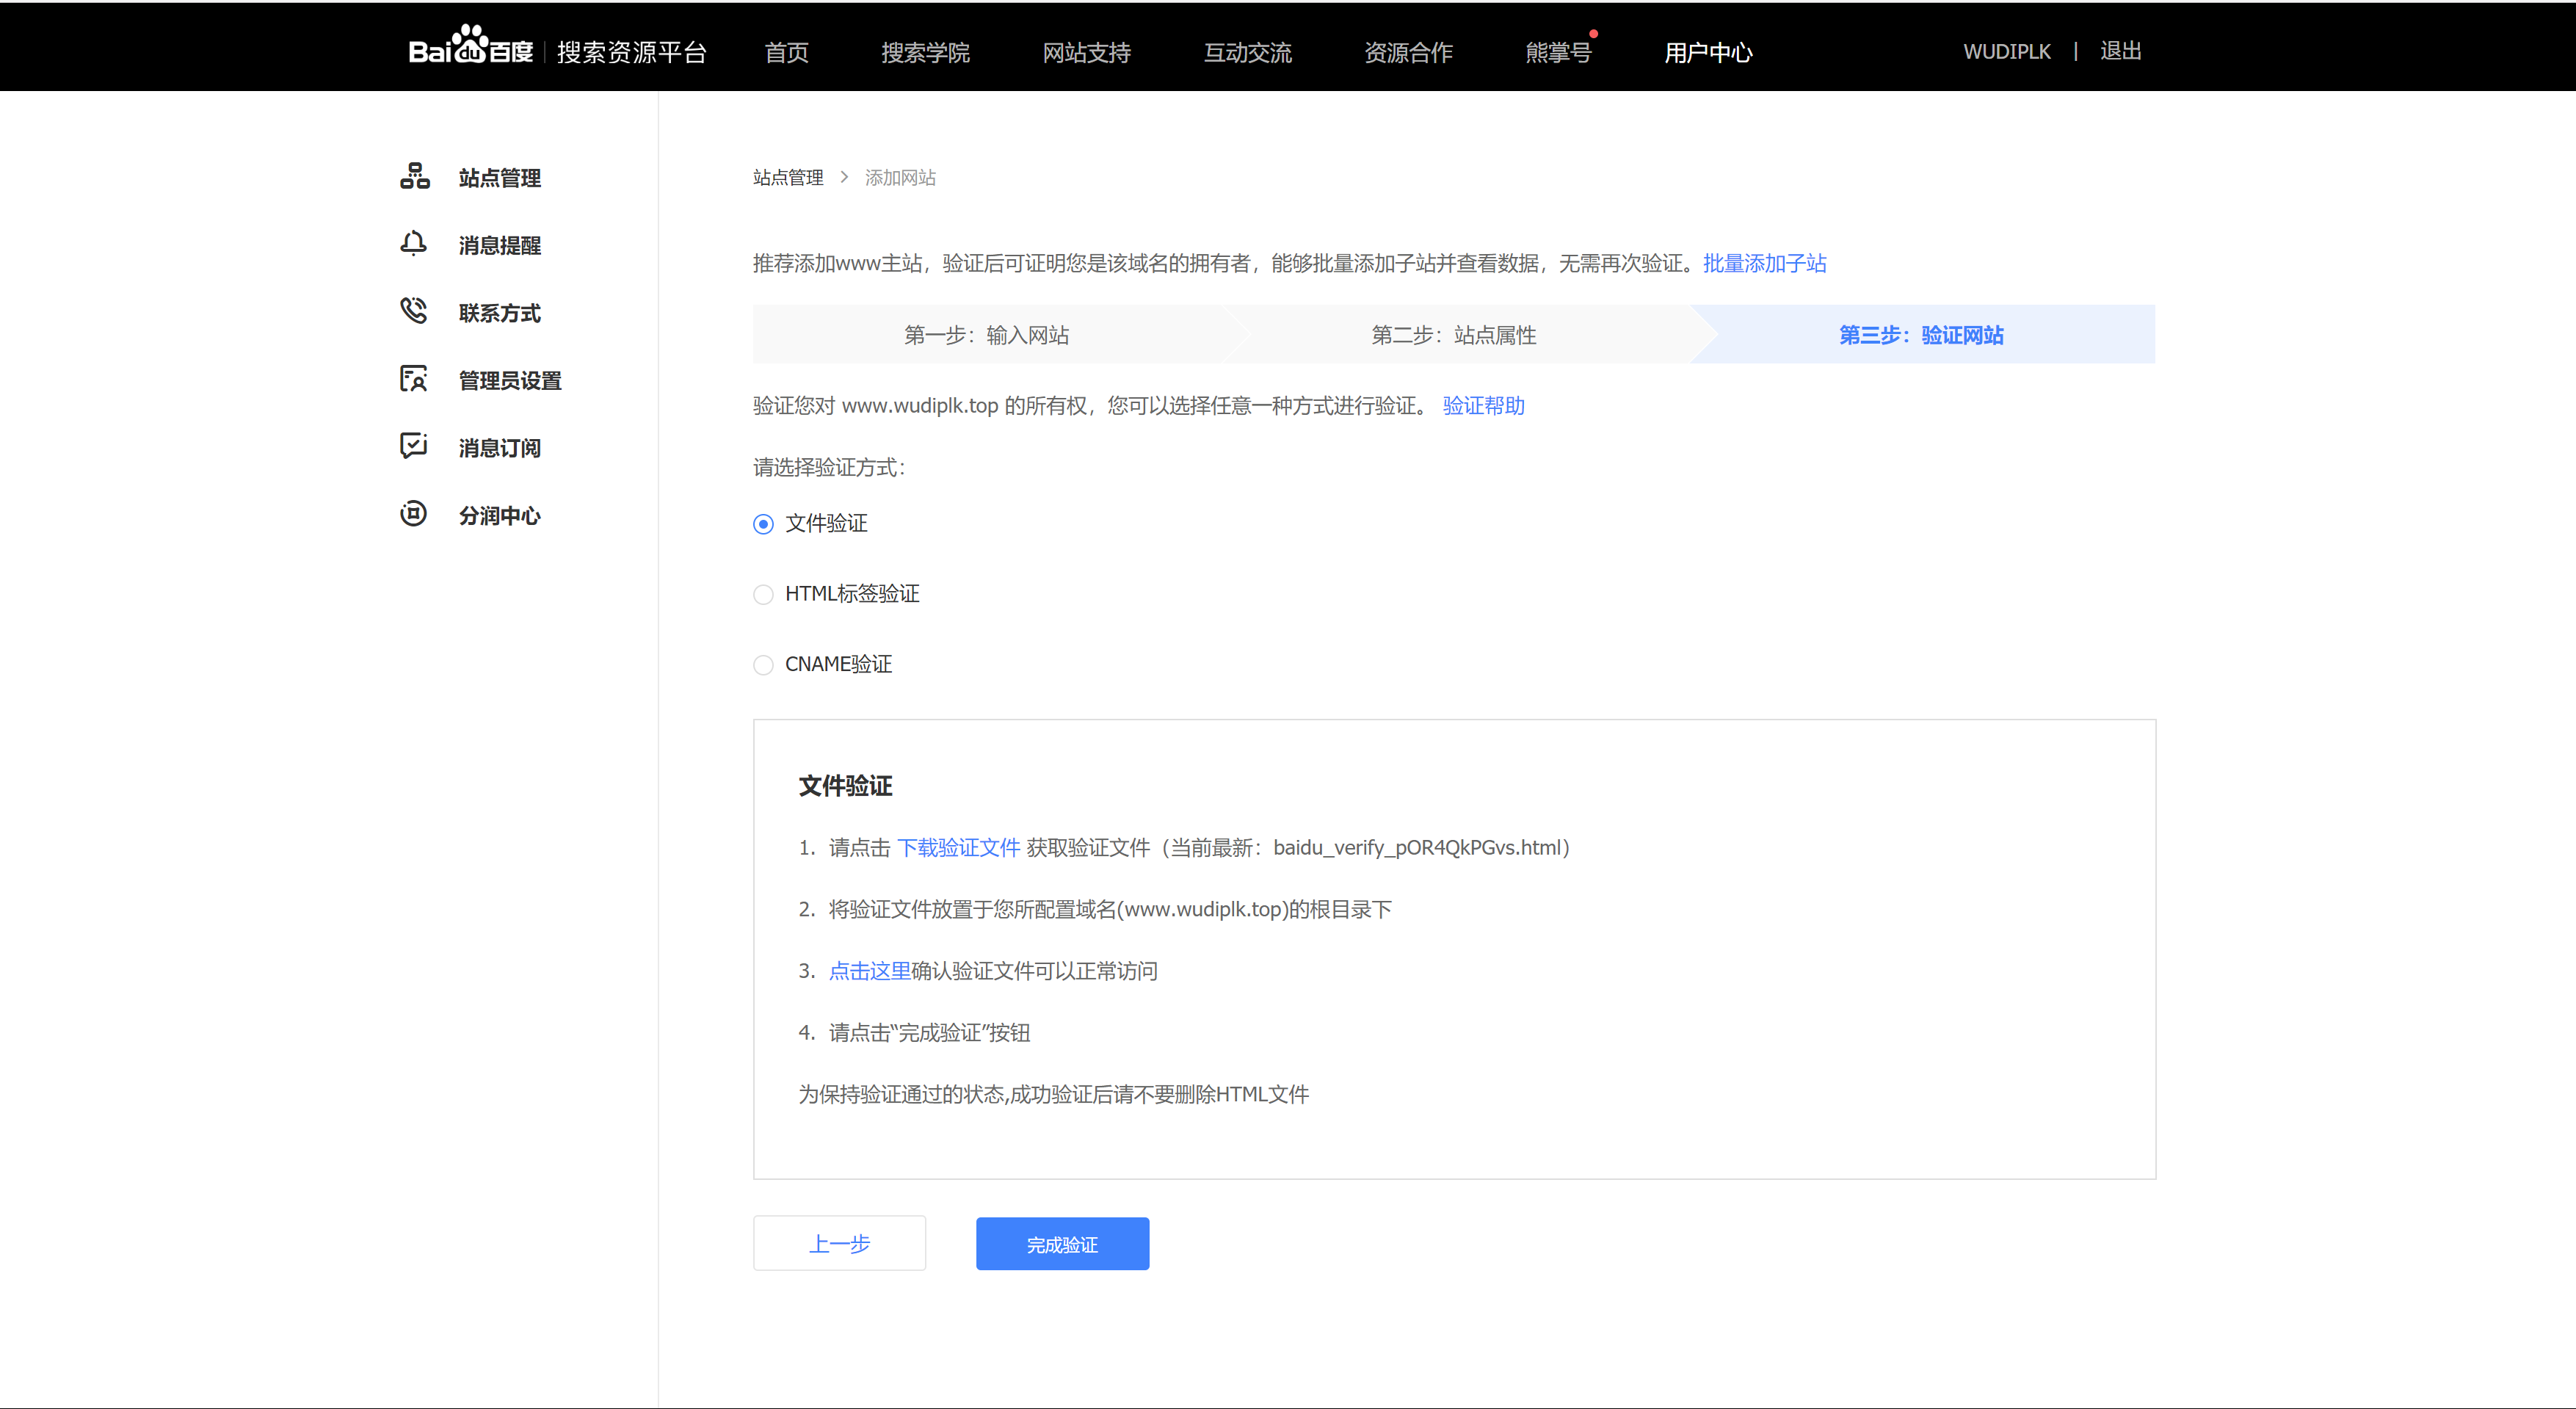 Bai du 百度 | 搜索资源平台 首页 搜索学院 网站支持 互动交流 资源合作 熊掌号 用户中心 WUDIPLK | 退出
站点管理
消息提醒
联系方式
管理员设置
消息订阅
分润中心
站点管理 > 添加网站
推荐添加www主站，验证后可证明您是该域名的拥有者，能够批量添加子站并查看数据，无需再次验证。批量添加子站
第一步：输入网站 第二步：站点属性 第三步：验证网站
验证您对 www.wudiplk.top 的所有权，您可以选择任意一种方式进行验证。 验证帮助
请选择验证方式：
文件验证
HTML标签验证
CNAME验证
文件验证
1. 请点击 下载验证文件 获取验证文件（当前最新：baidu_verify_pOR4QkPGvs.html）
2. 将验证文件放置于您所配置域名(www.wudiplk.top)的根目录下
3. 点击这里确认验证文件可以正常访问
4. 请点击“完成验证”按钮
为保持验证通过的状态,成功验证后请不要删除HTML文件
上一步 完成验证